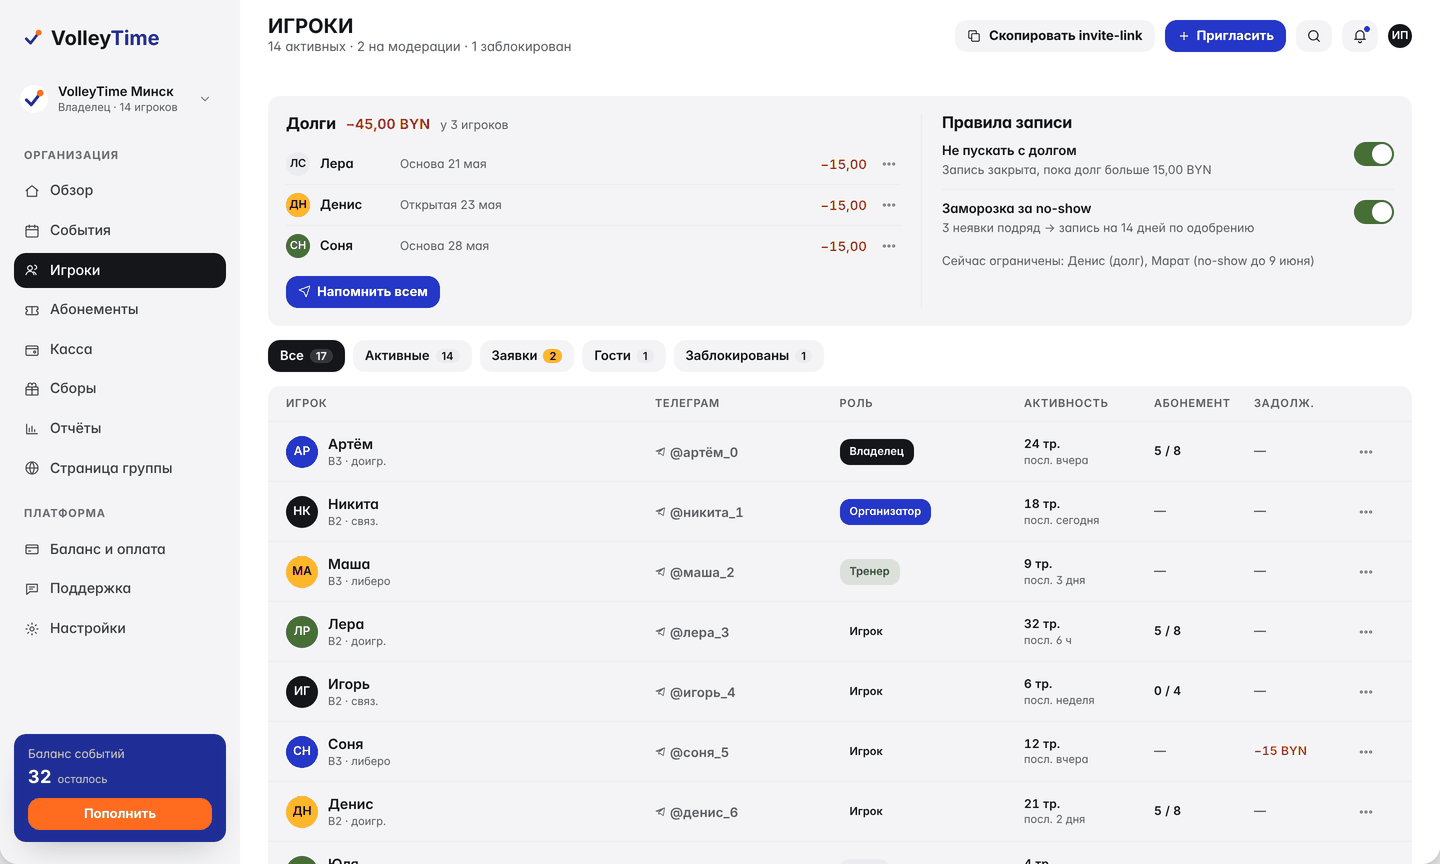 VolleyTime
VolleyTime Минск
Владелец · 14 игроков
ОРГАНИЗАЦИЯ
Обзор
События
Игроки
Абонементы
Касса
Сборы
Отчёты
Страница группы
ПЛАТФОРМА
Баланс и оплата
Поддержка
Настройки
Баланс событий
32 осталось
Пополнить
ИГРОКИ
14 активных · 2 на модерации · 1 заблокирован
Скопировать invite-link
+ Пригласить
ИП
Долги −45,00 BYN у 3 игроков
ЛС Лера Основа 21 мая −15,00
ДН Денис Открытая 23 мая −15,00
СН Соня Основа 28 мая −15,00
Напомнить всем
Правила записи
Не пускать с долгом
Запись закрыта, пока долг больше 15,00 BYN
Заморозка за no-show
3 неявки подряд → запись на 14 дней по одобрению
Сейчас ограничены: Денис (долг), Марат (no-show до 9 июня)
Все 17 Активные 14 Заявки 2 Гости 1 Заблокированы 1
ИГРОК ТЕЛЕГРАМ РОЛЬ АКТИВНОСТЬ АБОНЕМЕНТ ЗАДОЛЖ.
АР Артём @артём_0 Владелец 24 тр. 5 / 8 —
B3 · доигр. посл. вчера
НК Никита @никита_1 Организатор 18 тр. — —
B2 · связ. посл. сегодня
МА Маша @маша_2 Тренер 9 тр. — —
B3 · либеро посл. 3 дня
ЛР Лера @лера_3 Игрок 32 тр. 5 / 8 —
B2 · доигр. посл. 6 ч
ИГ Игорь @игорь_4 Игрок 6 тр. 0 / 4 —
B2 · связ. посл. неделя
СН Соня @соня_5 Игрок 12 тр. — −15 BYN
B3 · либеро посл. вчера
ДН Денис @денис_6 Игрок 21 тр. 5 / 8 —
B2 · доигр. посл. 2 дня